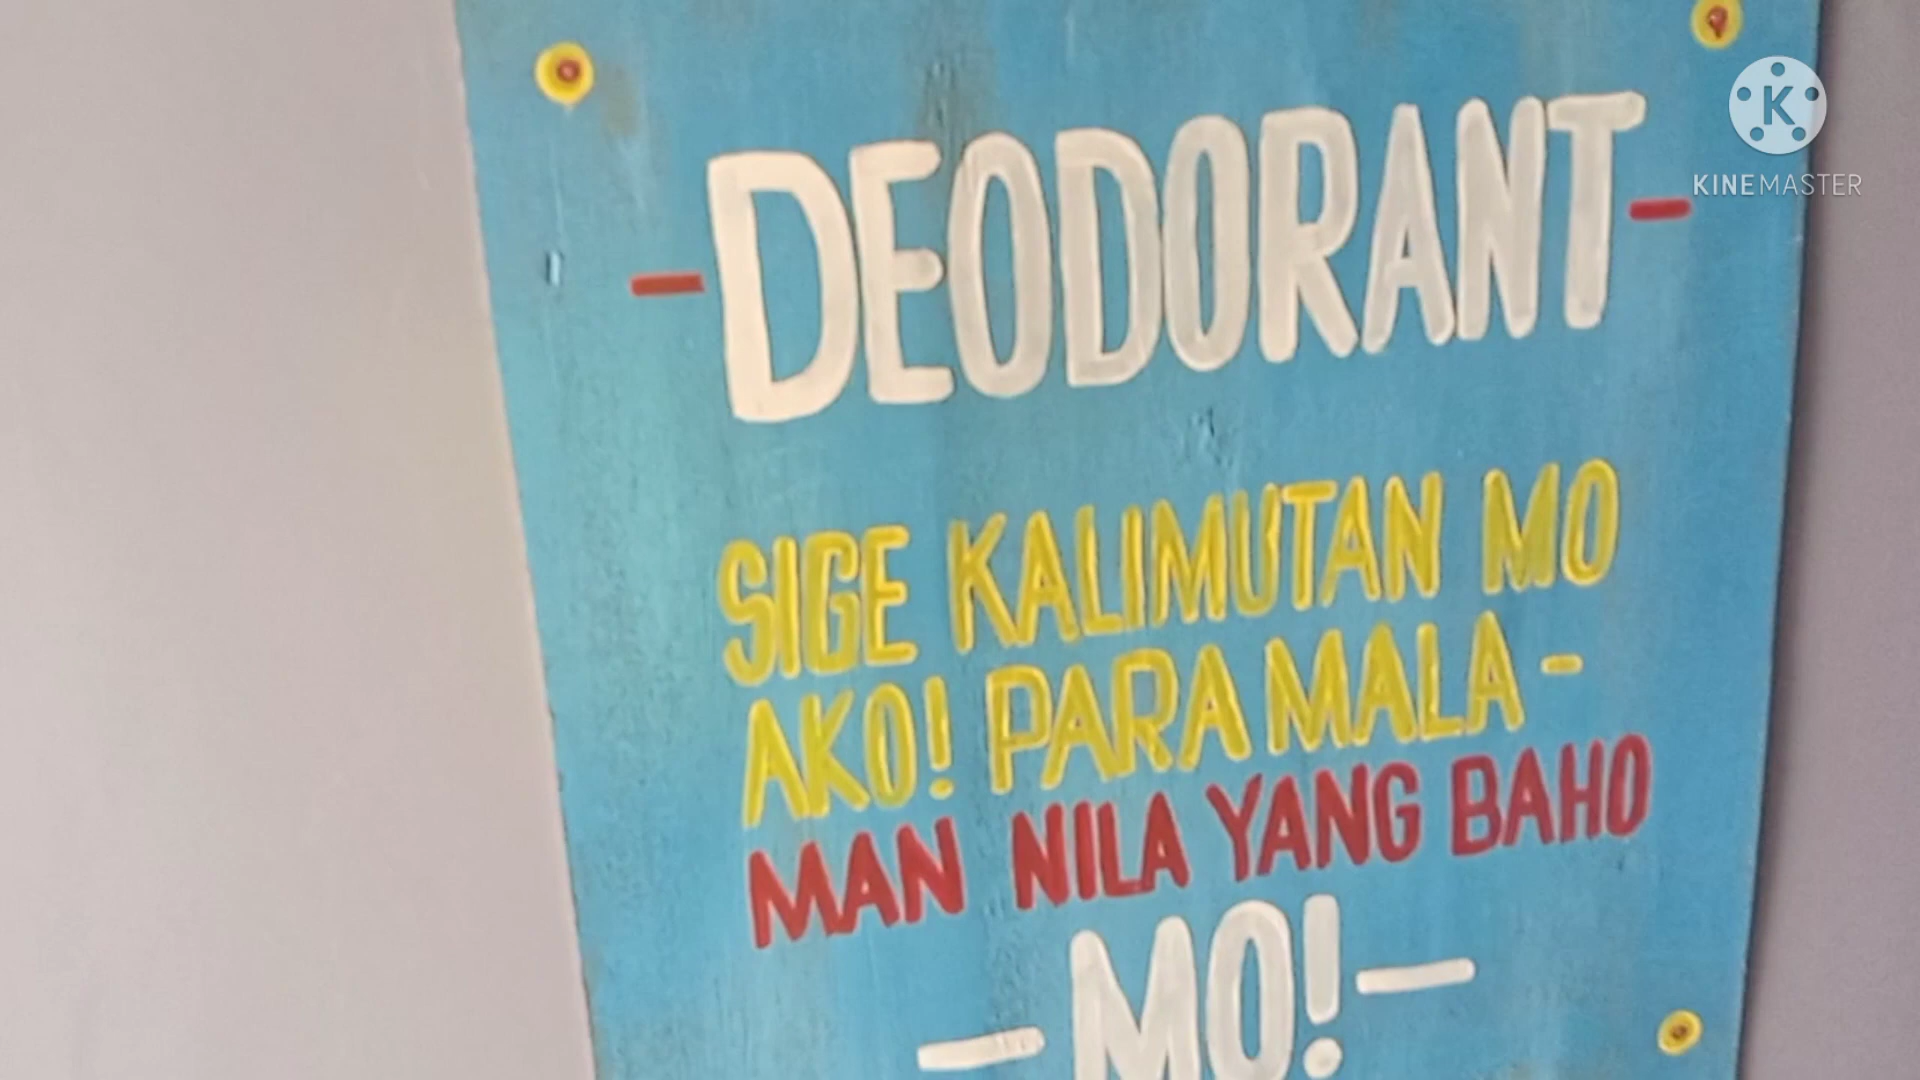 -DEODORANT-
SIGE KALIMUTAN MO
AKO! PARA MALA-
MAN NILA YANG BAHO
-MO!-
K
KINEMASTER